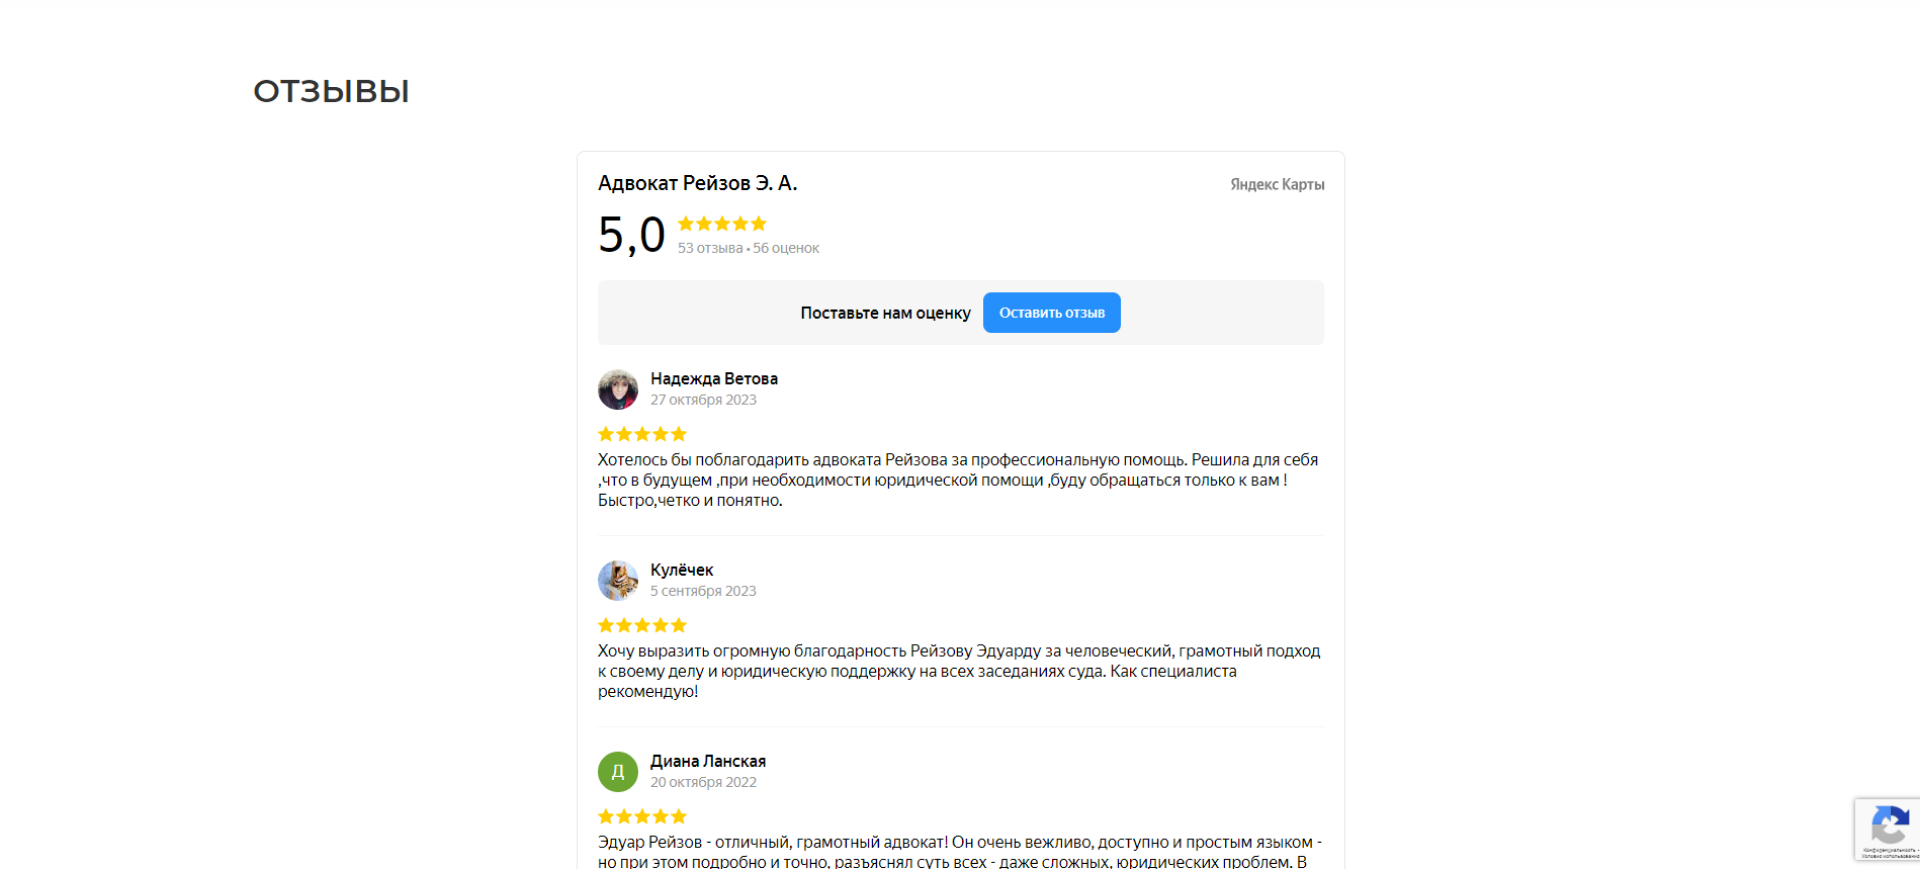 ОТЗЫВЫ
Адвокат Рейзов Э. А.
Яндекс Карты
5,0
53 отзыва • 56 оценок
Поставьте нам оценку
Оставить отзыв
Надежда Ветова
27 октября 2023
Хотелось бы поблагодарить адвоката Рейзова за профессиональную помощь. Решила для себя
,что в будущем ,при необходимости юридической помощи ,буду обращаться только к вам !
Быстро,четко и понятно.
Кулёчек
5 сентября 2023
Хочу выразить огромную благодарность Рейзову Эдуарду за человеческий, грамотный подход
к своему делу и юридическую поддержку на всех заседаниях суда. Как специалиста
рекомендую!
Д
Диана Ланская
20 октября 2022
Эдуар Рейзов - отличный, грамотный адвокат! Он очень вежливо, доступно и простым языком -
но при этом подробно и точно, разъяснял суть всех - даже сложных, юридических проблем. В
Конфиденциальность -
Условия использования